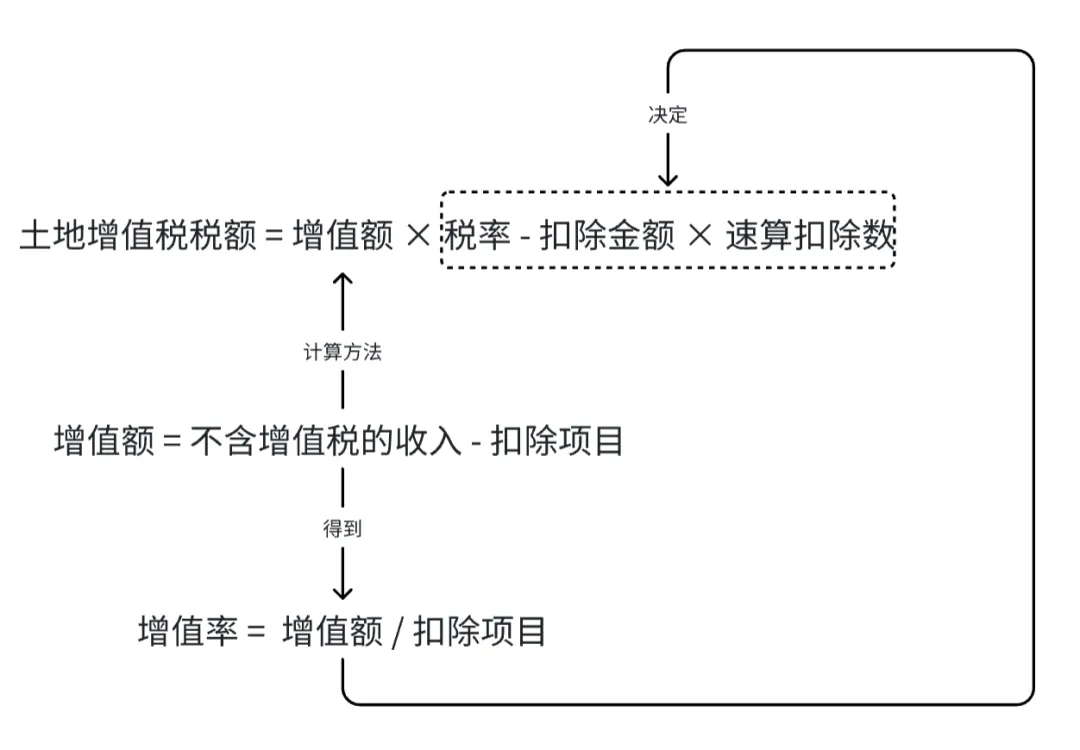 决定
土地增值税税额 = 增值额 × 税率 - 扣除金额 × 速算扣除数
计算方法
增值额 = 不含增值税的收入 - 扣除项目
得到
增值率 = 增值额 / 扣除项目